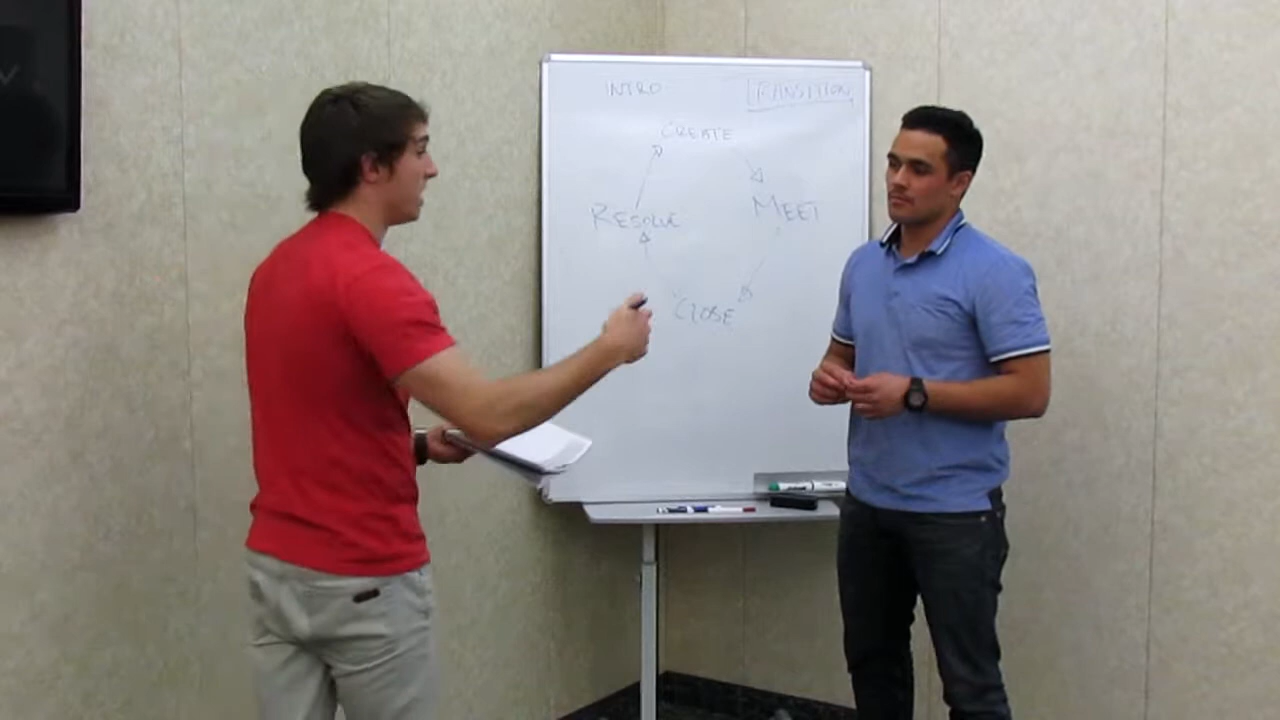 INTRO
TRANSITION
CREATE
RESOLVE
MEET
CLOSE